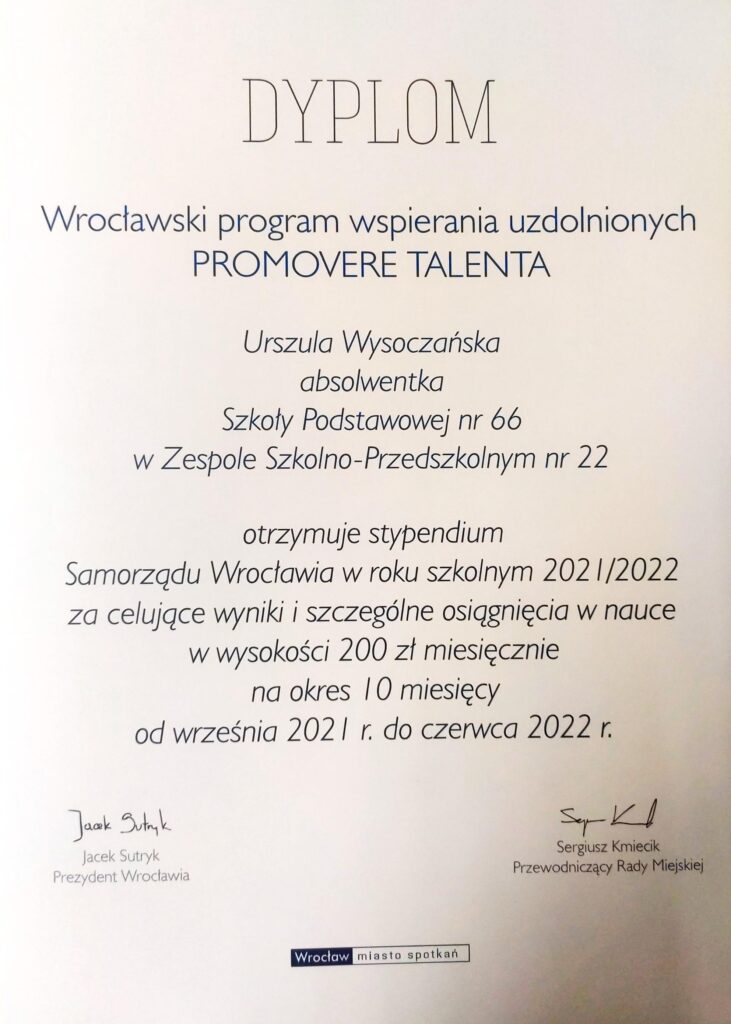 DYPLOM
Wrocławski program wspierania uzdolnionych
PROMOVERE TALENTA
Urszula Wysoczańska
absolwentka
Szkoły Podstawowej nr 66
w Zespole Szkolno-Przedszkolnym nr 22
otrzymuje stypendium
Samorządu Wrocławia w roku szkolnym 2021/2022
za celujące wyniki i szczególne osiągnięcia w nauce
w wysokości 200 zł miesięcznie
na okres 10 miesięcy
od września 2021 r. do czerwca 2022 r.
Jacek Sutryk
Jacek Sutryk
Prezydent Wrocławia
Sergiusz Kmiecik
Przewodniczący Rady Miejskiej
Wrocław miasto spotkań